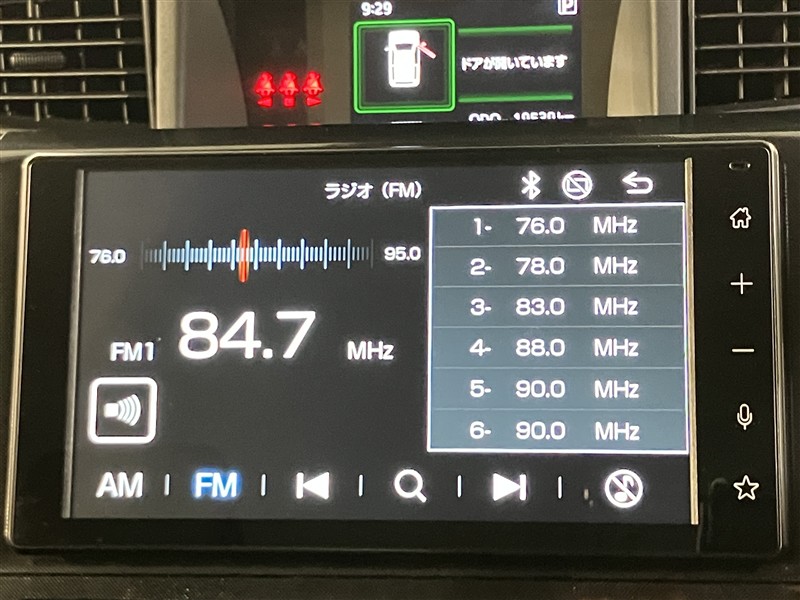 9:29
P
ドアが開いています
ラジオ (FM)
76.0
95.0
FM1 84.7 MHz
1- 76.0 MHz
2- 78.0 MHz
3- 83.0 MHz
4- 88.0 MHz
5- 90.0 MHz
6- 90.0 MHz
AM
FM